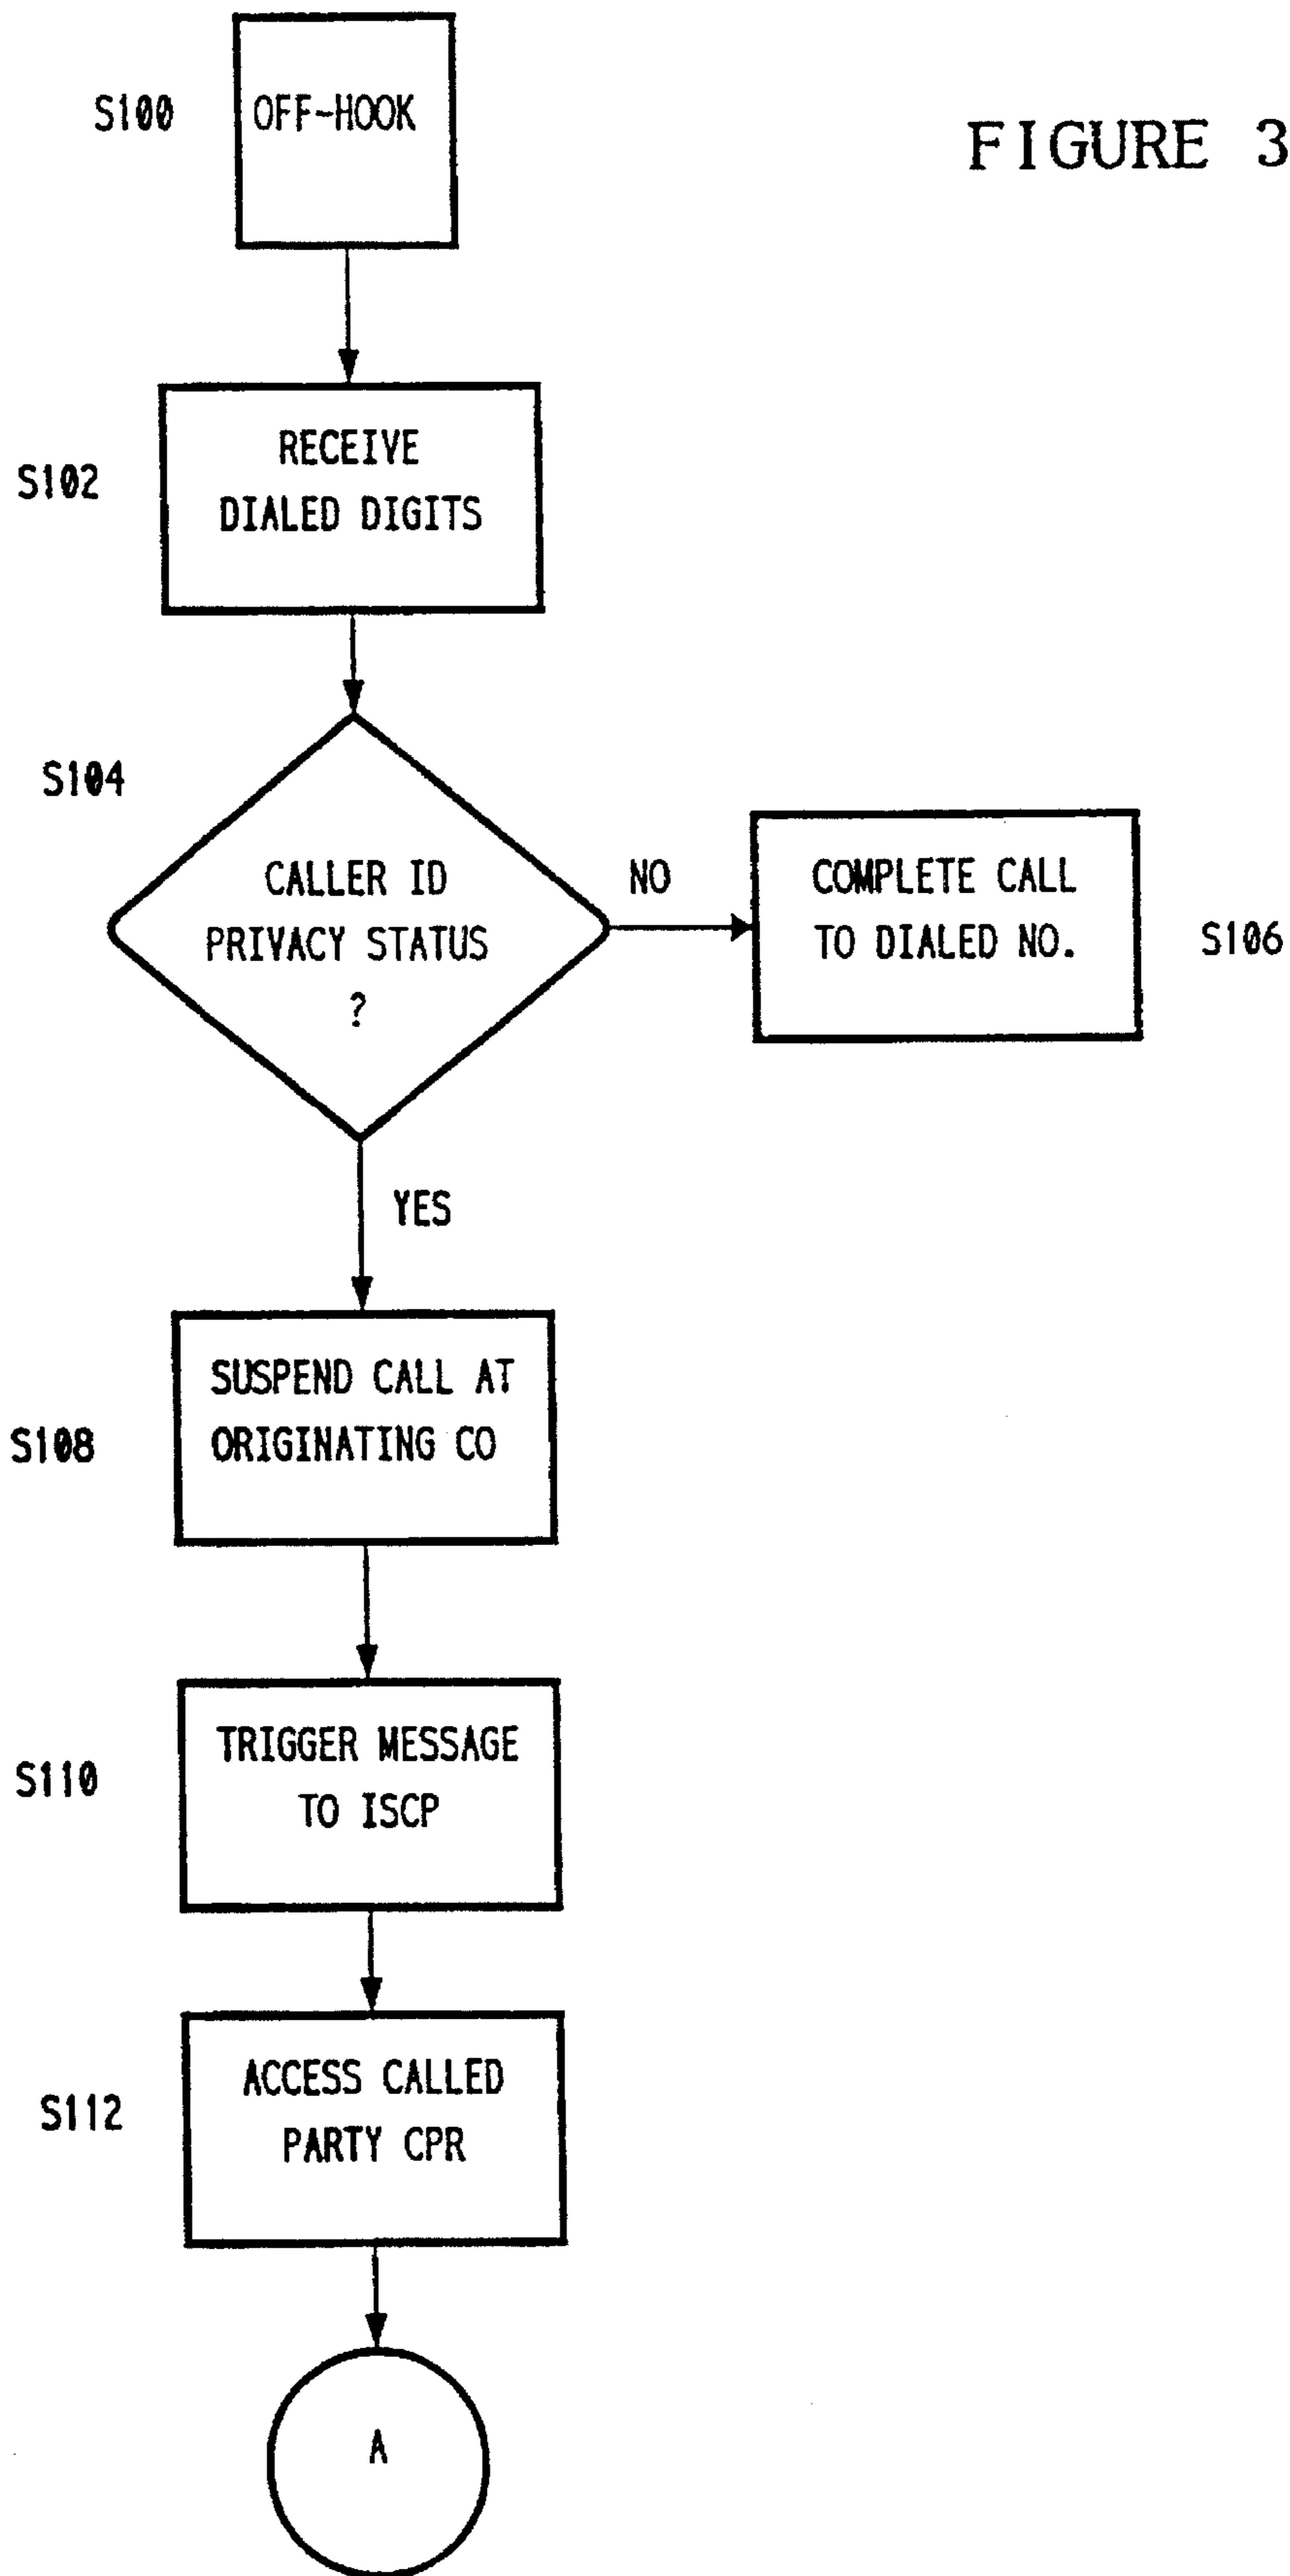 FIGURE 3
S100
OFF-HOOK
S102
RECEIVE
DIALED DIGITS
S104
CALLER ID
PRIVACY STATUS
?
NO
COMPLETE CALL
TO DIALED NO.
S106
YES
S108
SUSPEND CALL AT
ORIGINATING CO
S110
TRIGGER MESSAGE
TO ISCP
S112
ACCESS CALLED
PARTY CPR
A